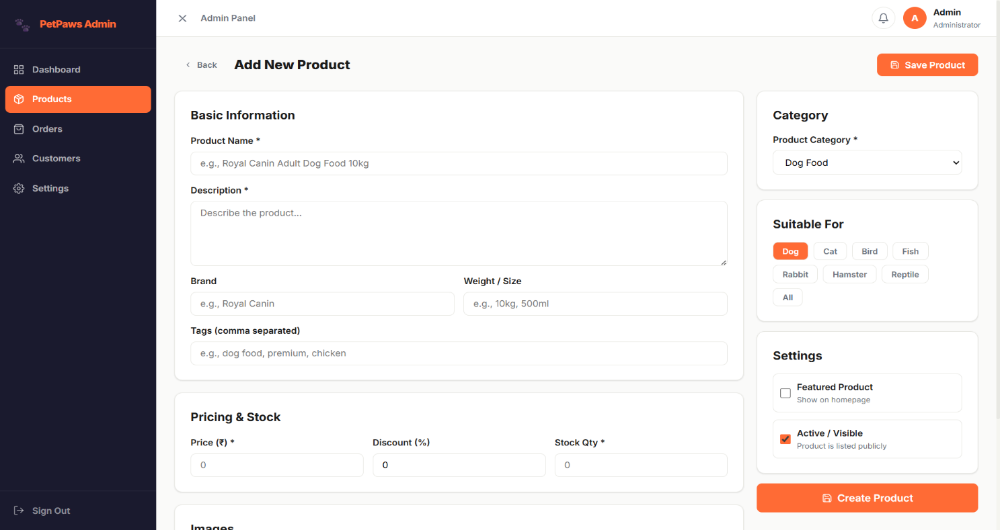 PetPaws Admin
Dashboard
Products
Orders
Customers
Settings
Sign Out
Admin Panel
A
Admin
Administrator
Back
Add New Product
Save Product
Basic Information
Product Name *
e.g., Royal Canin Adult Dog Food 10kg
Description *
Describe the product...
Brand
Weight / Size
e.g., Royal Canin
e.g., 10kg, 500ml
Tags (comma separated)
e.g., dog food, premium, chicken
Pricing & Stock
Price (₹) *
Discount (%)
Stock Qty *
0
0
0
Images
Category
Product Category *
Dog Food
Suitable For
Dog
Cat
Bird
Fish
Rabbit
Hamster
Reptile
All
Settings
Featured Product
Show on homepage
Active / Visible
Product is listed publicly
Create Product